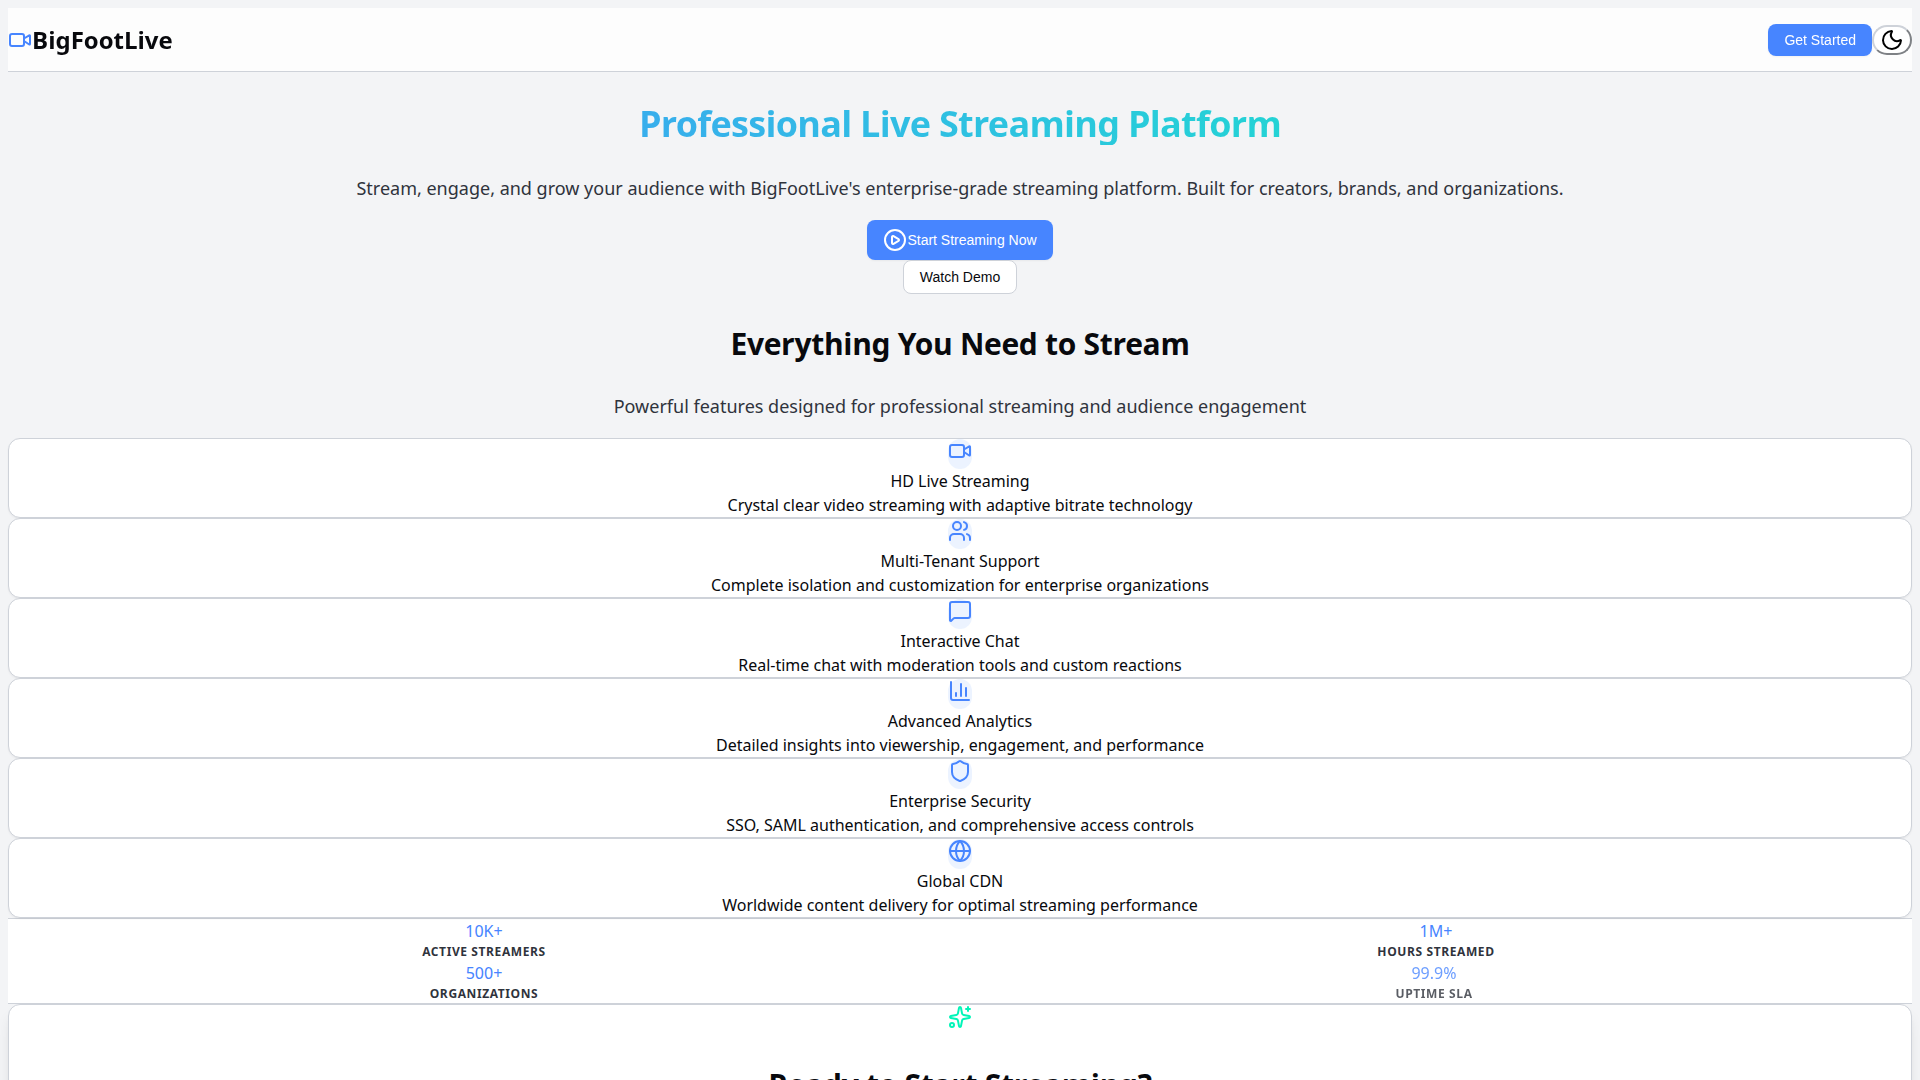 BigFootLive
Get Started
Professional Live Streaming Platform
Stream, engage, and grow your audience with BigFootLive's enterprise-grade streaming platform. Built for creators, brands, and organizations.
Start Streaming Now
Watch Demo
Everything You Need to Stream
Powerful features designed for professional streaming and audience engagement
HD Live Streaming
Crystal clear video streaming with adaptive bitrate technology
Multi-Tenant Support
Complete isolation and customization for enterprise organizations
Interactive Chat
Real-time chat with moderation tools and custom reactions
Advanced Analytics
Detailed insights into viewership, engagement, and performance
Enterprise Security
SSO, SAML authentication, and comprehensive access controls
Global CDN
Worldwide content delivery for optimal streaming performance
10K+
ACTIVE STREAMERS
1M+
HOURS STREAMED
500+
ORGANIZATIONS
99.9%
UPTIME SLA
Ready to Start Streaming?